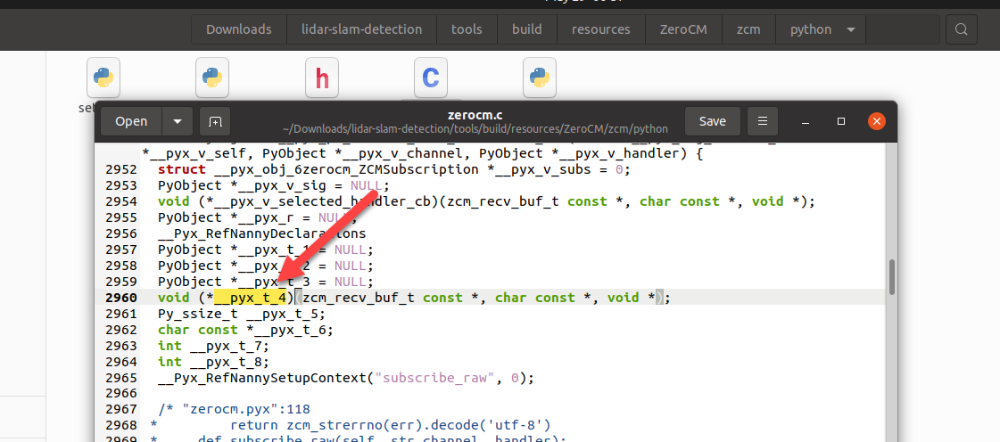 Downloads lidar-slam-detection tools build resources ZeroCM zcm python
h C
set
Open zerocm.c Save
~/Downloads/lidar-slam-detection/tools/build/resources/ZeroCM/zcm/python
*__pyx_v_self, PyObject *__pyx_v_channel, PyObject *__pyx_v_handler) {
2952 struct __pyx_obj_6zerocm_ZCMSubscription *__pyx_v_subs = 0;
2953 PyObject *__pyx_v_sig = NULL;
2954 void (*__pyx_v_selected_handler_cb)(zcm_recv_buf_t const *, char const *, void *);
2955 PyObject *__pyx_r = NULL;
2956 __Pyx_RefNannyDeclarations
2957 PyObject *__pyx_t_1 = NULL;
2958 PyObject *__pyx_t_2 = NULL;
2959 PyObject *__pyx_t_3 = NULL;
2960 void (*__pyx_t_4)(zcm_recv_buf_t const *, char const *, void *);
2961 Py_ssize_t __pyx_t_5;
2962 char const *__pyx_t_6;
2963 int __pyx_t_7;
2964 int __pyx_t_8;
2965 __Pyx_RefNannySetupContext("subscribe_raw", 0);
2966
2967 /* "zerocm.pyx":118
2968 * return zcm_strerrno(err).decode('utf-8')
2969 * def subscribe_raw(self, str channel, handler):